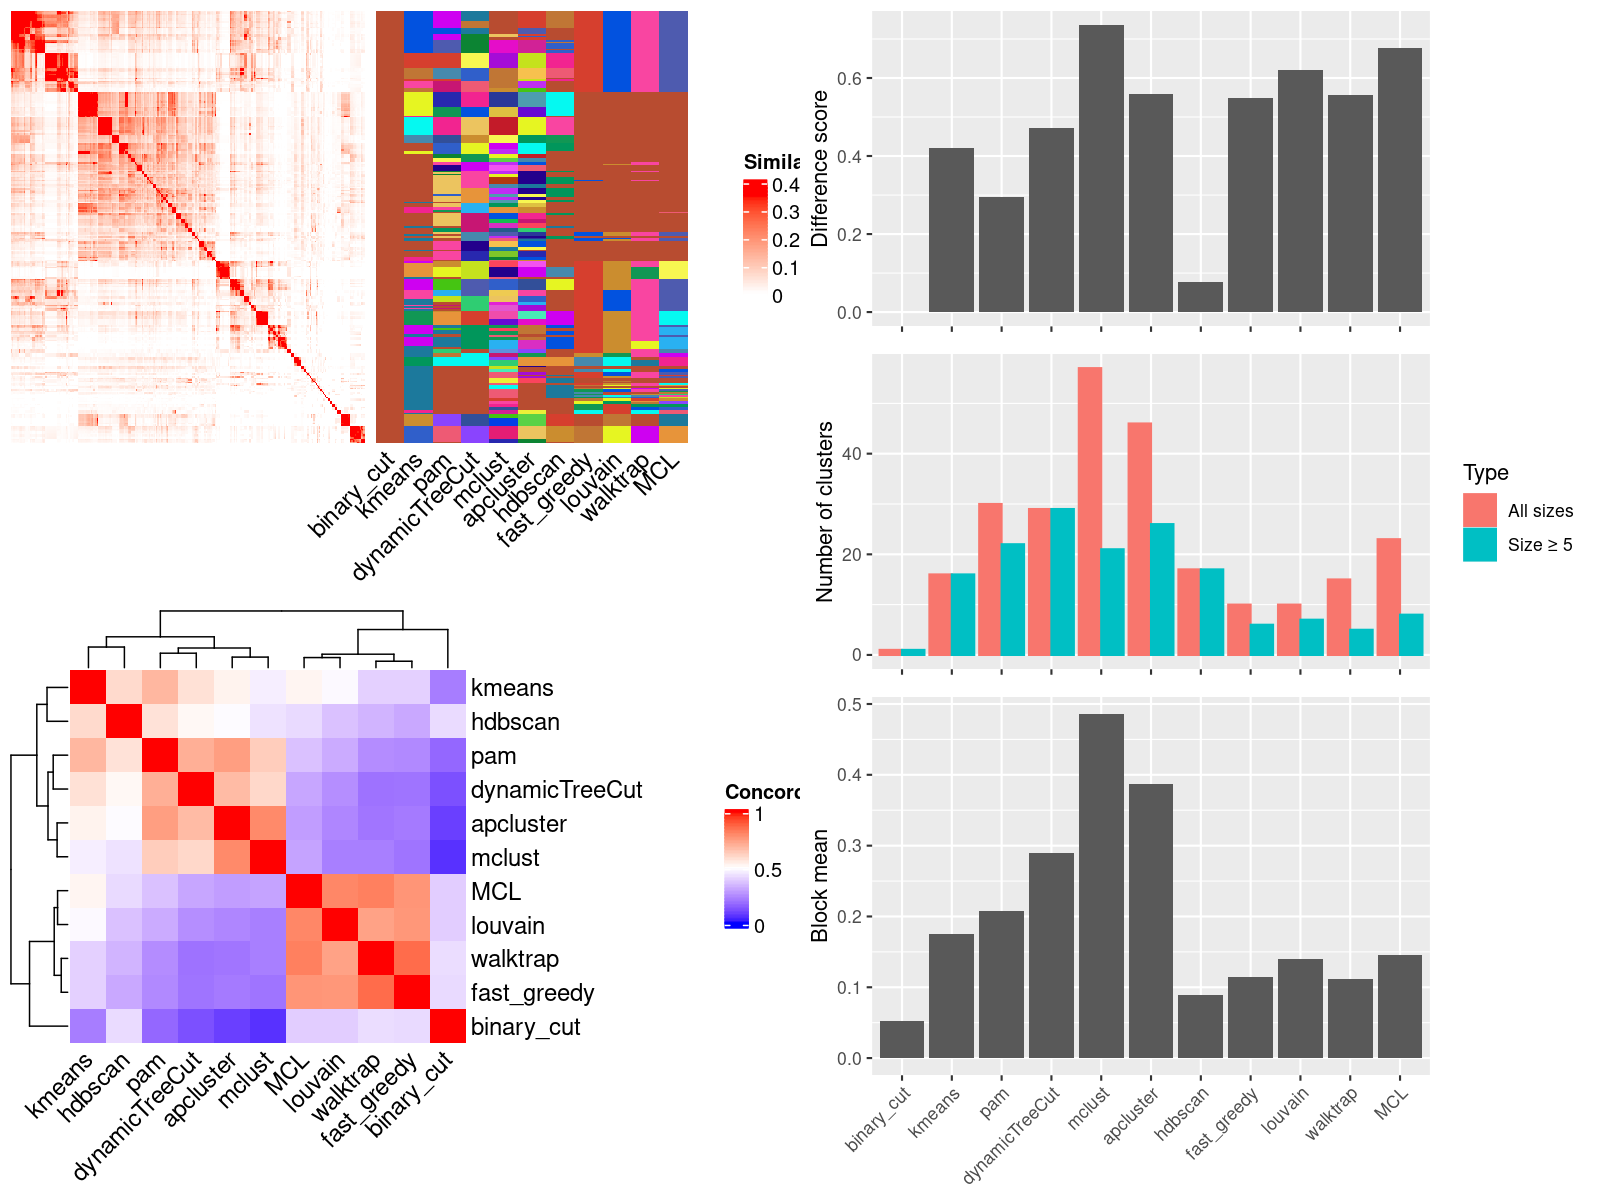 Simila
0.4
0.3
0.2
0.1
0
binary_cut
kmeans
pam
dynamicTreeCut
mclust
apcluster
hdbscan
fast_greedy
louvain
walktrap
MCL
Difference score
0.6
0.4
0.2
0.0
Number of clusters
40
20
0
Type
All sizes
Size ≥ 5
kmeans
hdbscan
pam
dynamicTreeCut
apcluster
mclust
MCL
louvain
walktrap
fast_greedy
binary_cut
kmeans
hdbscan
pam
dynamicTreeCut
apcluster
mclust
MCL
louvain
walktrap
fast_greedy
binary_cut
Concord
1
0.5
0
Block mean
0.5
0.4
0.3
0.2
0.1
0.0
binary_cut
kmeans
pam
dynamicTreeCut
mclust
apcluster
hdbscan
fast_greedy
louvain
walktrap
MCL